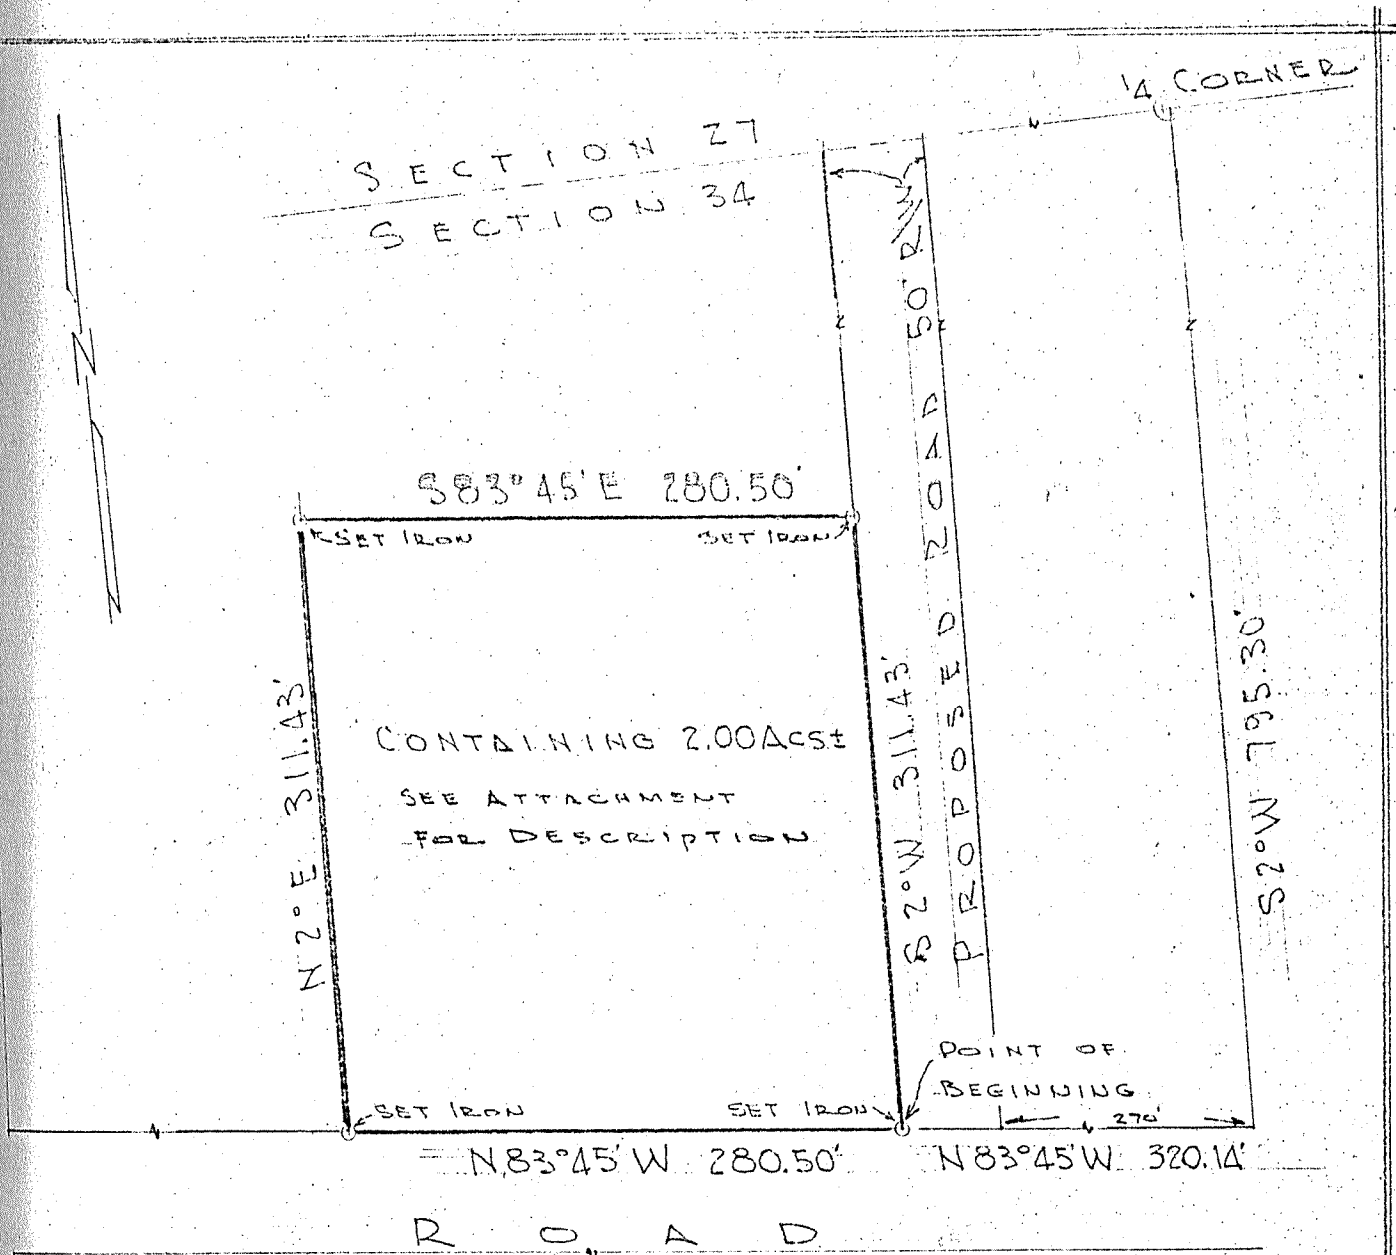 1/4 CORNER
SECTION 27
SECTION 34
50' R/W
N
PROPOSED ROAD
S83°45'E 280.50'
SET IRON
SET IRON
N2°E 311.43'
S2°W 311.43'
S2°W 795.30'
CONTAINING 2.00Acs±
SEE ATTACHMENT
FOR DESCRIPTION
POINT OF
BEGINNING
SET IRON
SET IRON
270'
N83°45'W 280.50'
N83°45'W 320.14'
ROAD